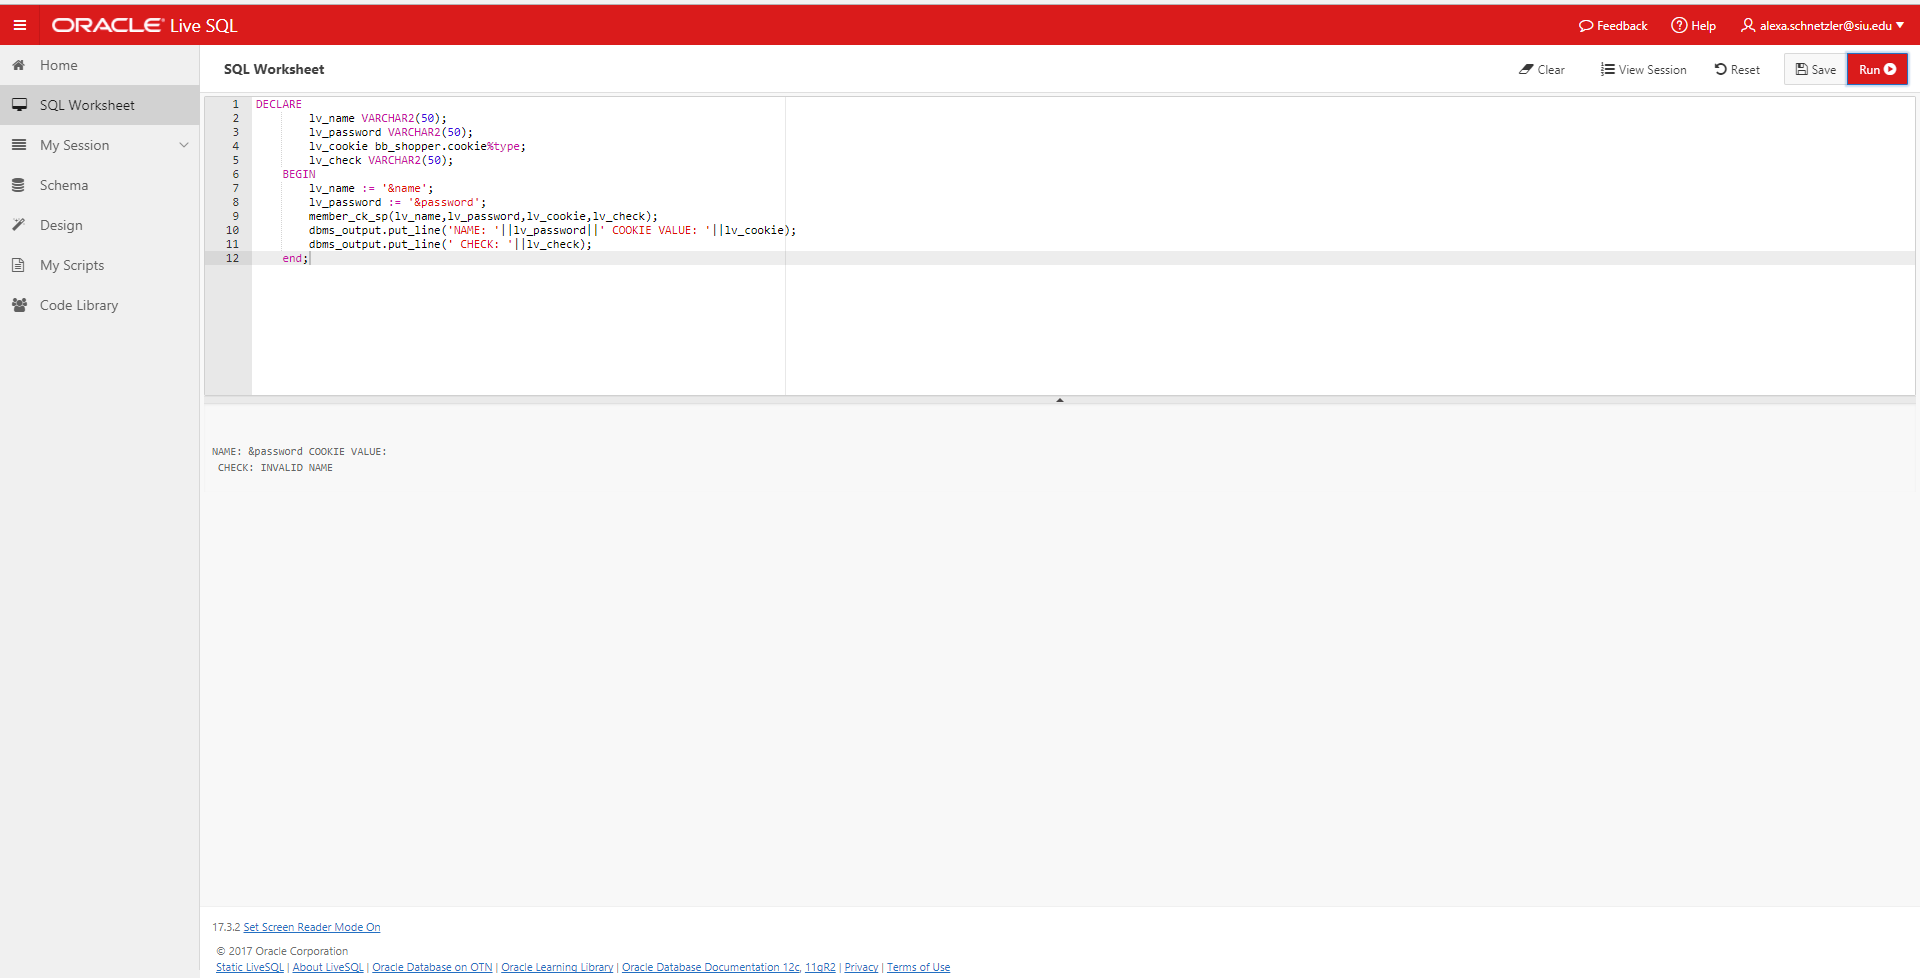 ORACLE Live SQL
Feedback
Help
alexa.schnetzler@siu.edu
Home
SQL Worksheet
My Session
Schema
Design
My Scripts
Code Library
SQL Worksheet
Clear
View Session
Reset
Save
Run
1 DECLARE
2 lv_name VARCHAR2(50);
3 lv_password VARCHAR2(50);
4 lv_cookie bb_shopper.cookie%type;
5 lv_check VARCHAR2(50);
6 BEGIN
7 lv_name := '&name';
8 lv_password := '&password';
9 member_ck_sp(lv_name,lv_password,lv_cookie,lv_check);
10 dbms_output.put_line('NAME: '||lv_password||' COOKIE VALUE: '||lv_cookie);
11 dbms_output.put_line(' CHECK: '||lv_check);
12 end;
NAME: &password COOKIE VALUE:
CHECK: INVALID NAME
17.3.2 Set Screen Reader Mode On
© 2017 Oracle Corporation
Static LiveSQL | About LiveSQL | Oracle Database on OTN | Oracle Learning Library | Oracle Database Documentation 12c, 11gR2 | Privacy | Terms of Use